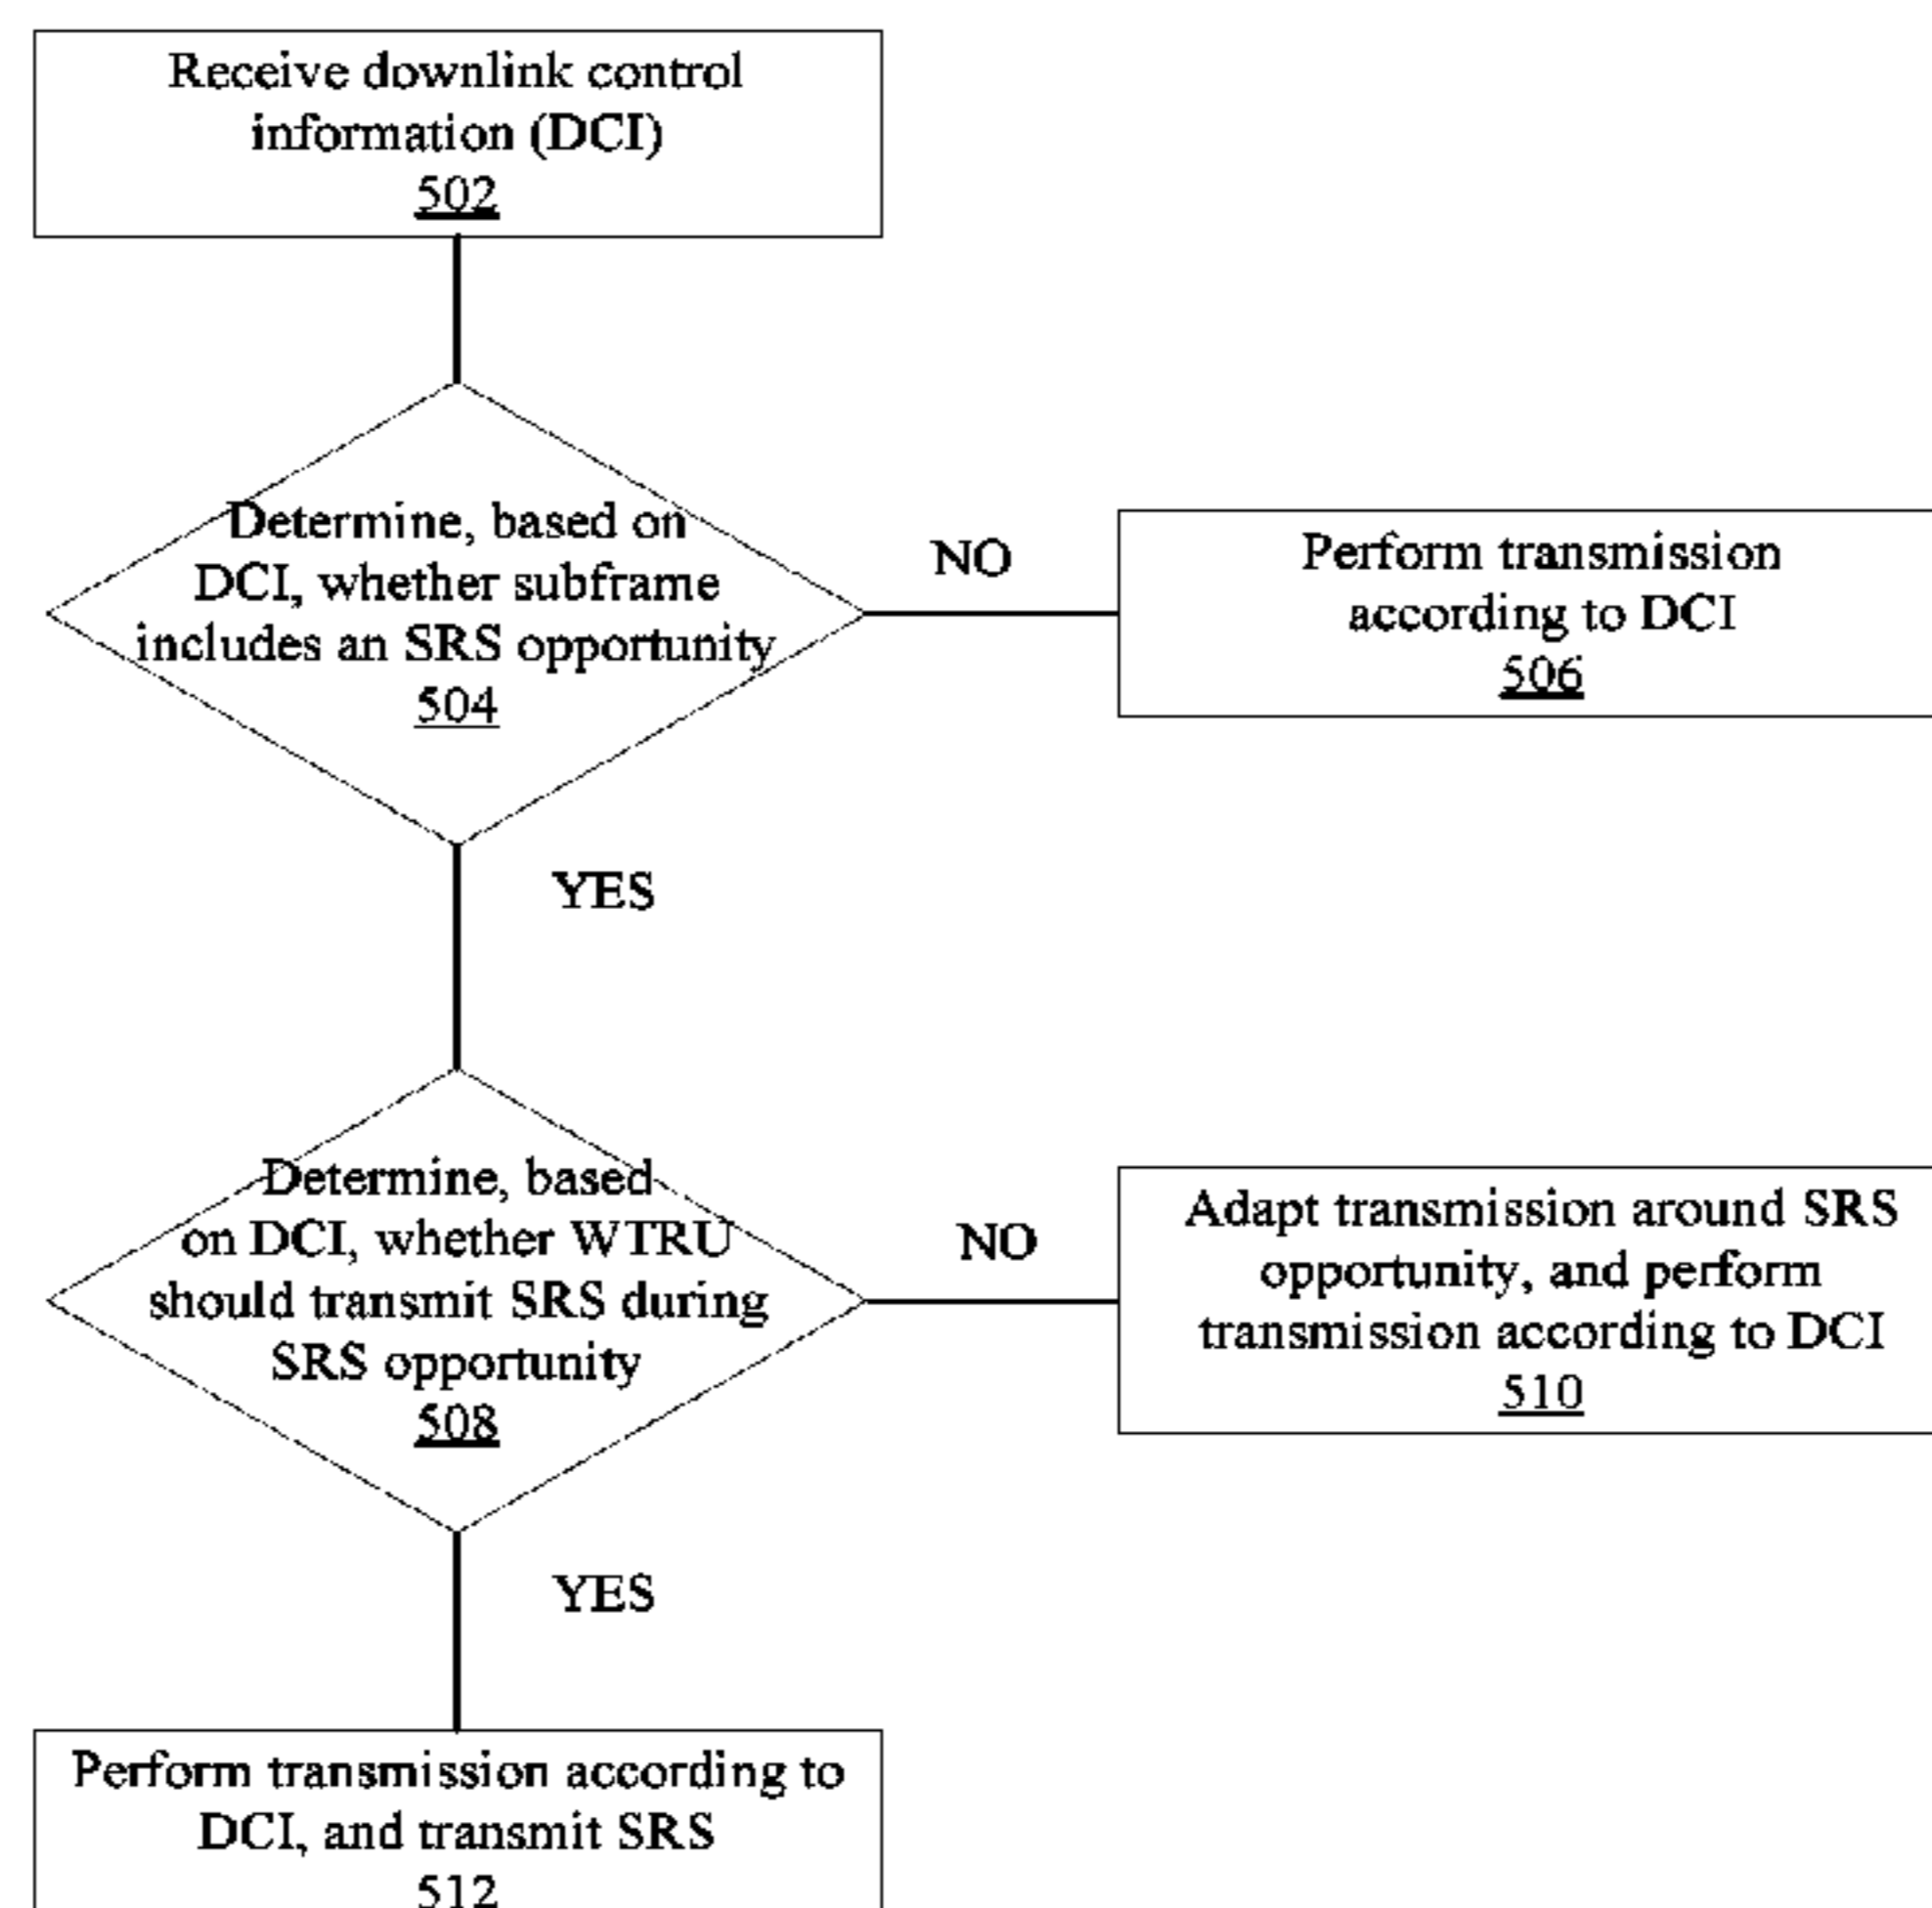 Receive downlink control
information (DCI)
502
Determine, based on
DCI, whether subframe
includes an SRS opportunity
504
NO
Perform transmission
according to DCI
506
YES
Determine, based
on DCI, whether WTRU
should transmit SRS during
SRS opportunity
508
NO
Adapt transmission around SRS
opportunity, and perform
transmission according to DCI
510
YES
Perform transmission according to
DCI, and transmit SRS
512